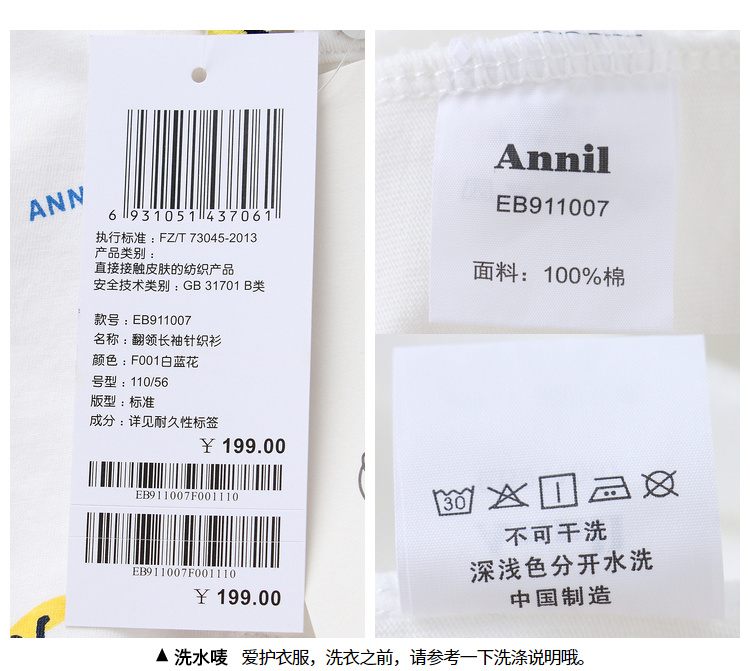 ANN
6 931051 437061
执行标准：FZ/T 73045-2013
产品类别：
直接接触皮肤的纺织产品
安全技术类别：GB 31701 B类
款号：EB911007
名称：翻领长袖针织衫
颜色：F001白蓝花
号型：110/56
版型：标准
成分：详见耐久性标签
￥ 199.00
EB911007F001110
EB911007F001110
￥ 199.00
Annil
EB911007
面料：100%棉
30
不可干洗
深浅色分开水洗
中国制造
▲ 洗水唛 爱护衣服，洗衣之前，请参考一下洗涤说明哦。